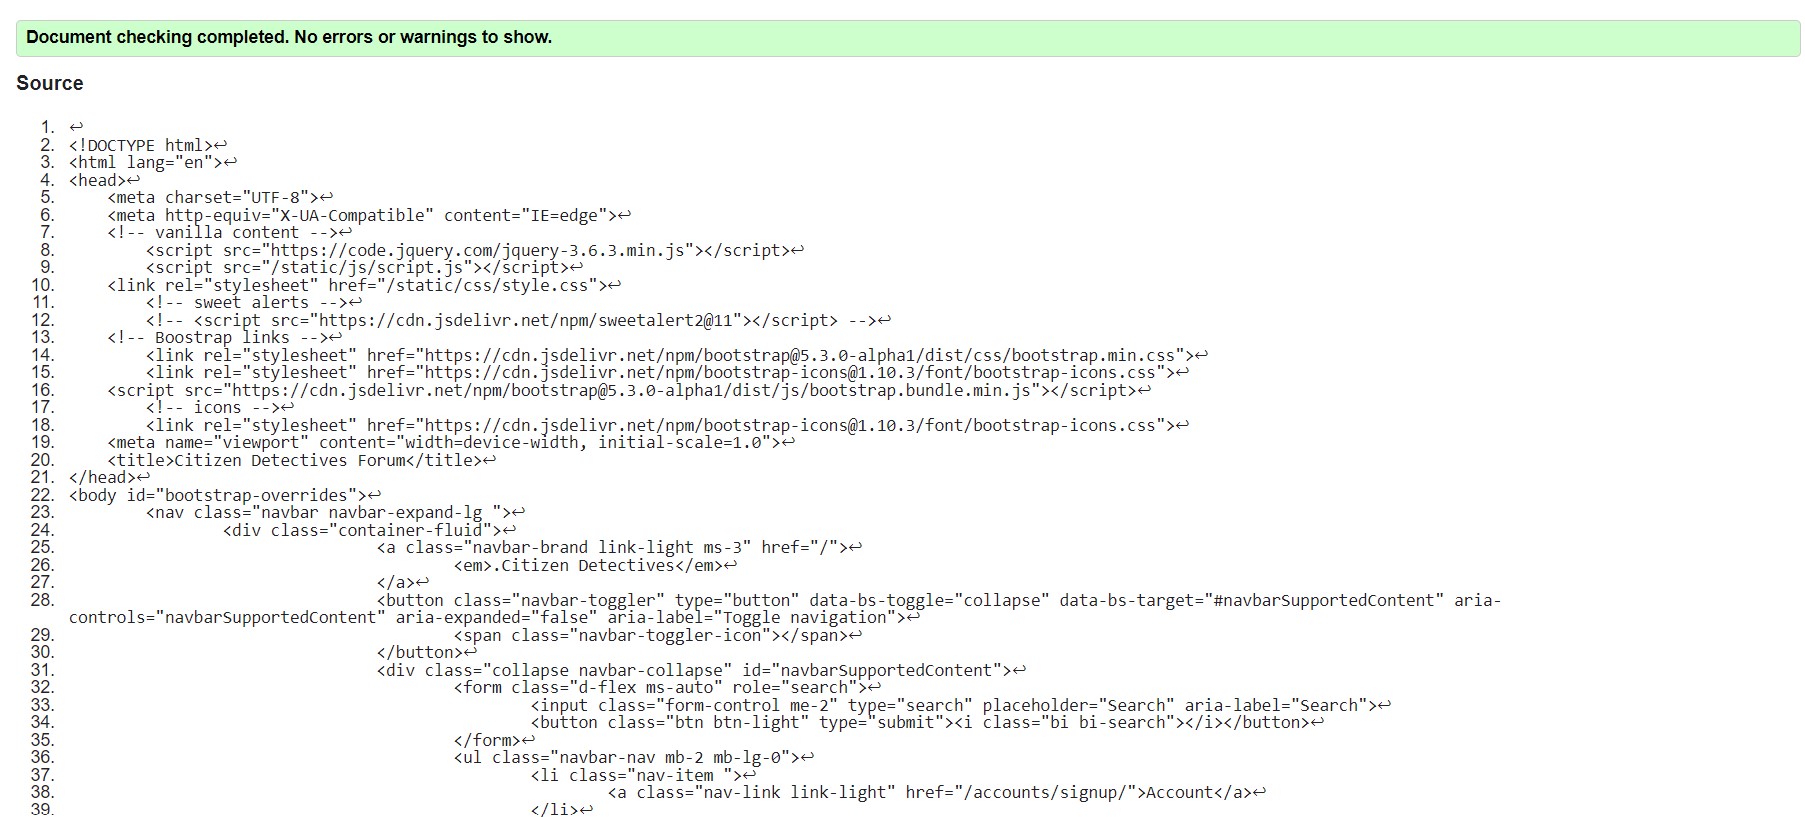 Document checking completed. No errors or warnings to show.
Source
1. ↩
2. <!DOCTYPE html>↩
3. <html lang="en">↩
4. <head>↩
5. <meta charset="UTF-8">↩
6. <meta http-equiv="X-UA-Compatible" content="IE=edge">↩
7. <!-- vanilla content -->↩
8. <script src="https://code.jquery.com/jquery-3.6.3.min.js"></script>↩
9. <script src="/static/js/script.js"></script>↩
10. <link rel="stylesheet" href="/static/css/style.css">↩
11. <!-- sweet alerts -->↩
12. <!-- <script src="https://cdn.jsdelivr.net/npm/sweetalert2@11"></script> -->↩
13. <!-- Boostrap links -->↩
14. <link rel="stylesheet" href="https://cdn.jsdelivr.net/npm/bootstrap@5.3.0-alpha1/dist/css/bootstrap.min.css">↩
15. <link rel="stylesheet" href="https://cdn.jsdelivr.net/npm/bootstrap-icons@1.10.3/font/bootstrap-icons.css">↩
16. <script src="https://cdn.jsdelivr.net/npm/bootstrap@5.3.0-alpha1/dist/js/bootstrap.bundle.min.js"></script>↩
17. <!-- icons -->↩
18. <link rel="stylesheet" href="https://cdn.jsdelivr.net/npm/bootstrap-icons@1.10.3/font/bootstrap-icons.css">↩
19. <meta name="viewport" content="width=device-width, initial-scale=1.0">↩
20. <title>Citizen Detectives Forum</title>↩
21. </head>↩
22. <body id="bootstrap-overrides">↩
23. <nav class="navbar navbar-expand-lg ">↩
24. <div class="container-fluid">↩
25. <a class="navbar-brand link-light ms-3" href="/">↩
26. <em>.Citizen Detectives</em>↩
27. </a>↩
28. <button class="navbar-toggler" type="button" data-bs-toggle="collapse" data-bs-target="#navbarSupportedContent" aria-
controls="navbarSupportedContent" aria-expanded="false" aria-label="Toggle navigation">↩
29. <span class="navbar-toggler-icon"></span>↩
30. </button>↩
31. <div class="collapse navbar-collapse" id="navbarSupportedContent">↩
32. <form class="d-flex ms-auto" role="search">↩
33. <input class="form-control me-2" type="search" placeholder="Search" aria-label="Search">↩
34. <button class="btn btn-light" type="submit"><i class="bi bi-search"></i></button>↩
35. </form>↩
36. <ul class="navbar-nav mb-2 mb-lg-0">↩
37. <li class="nav-item ">↩
38. <a class="nav-link link-light" href="/accounts/signup/">Account</a>↩
39. </li>↩